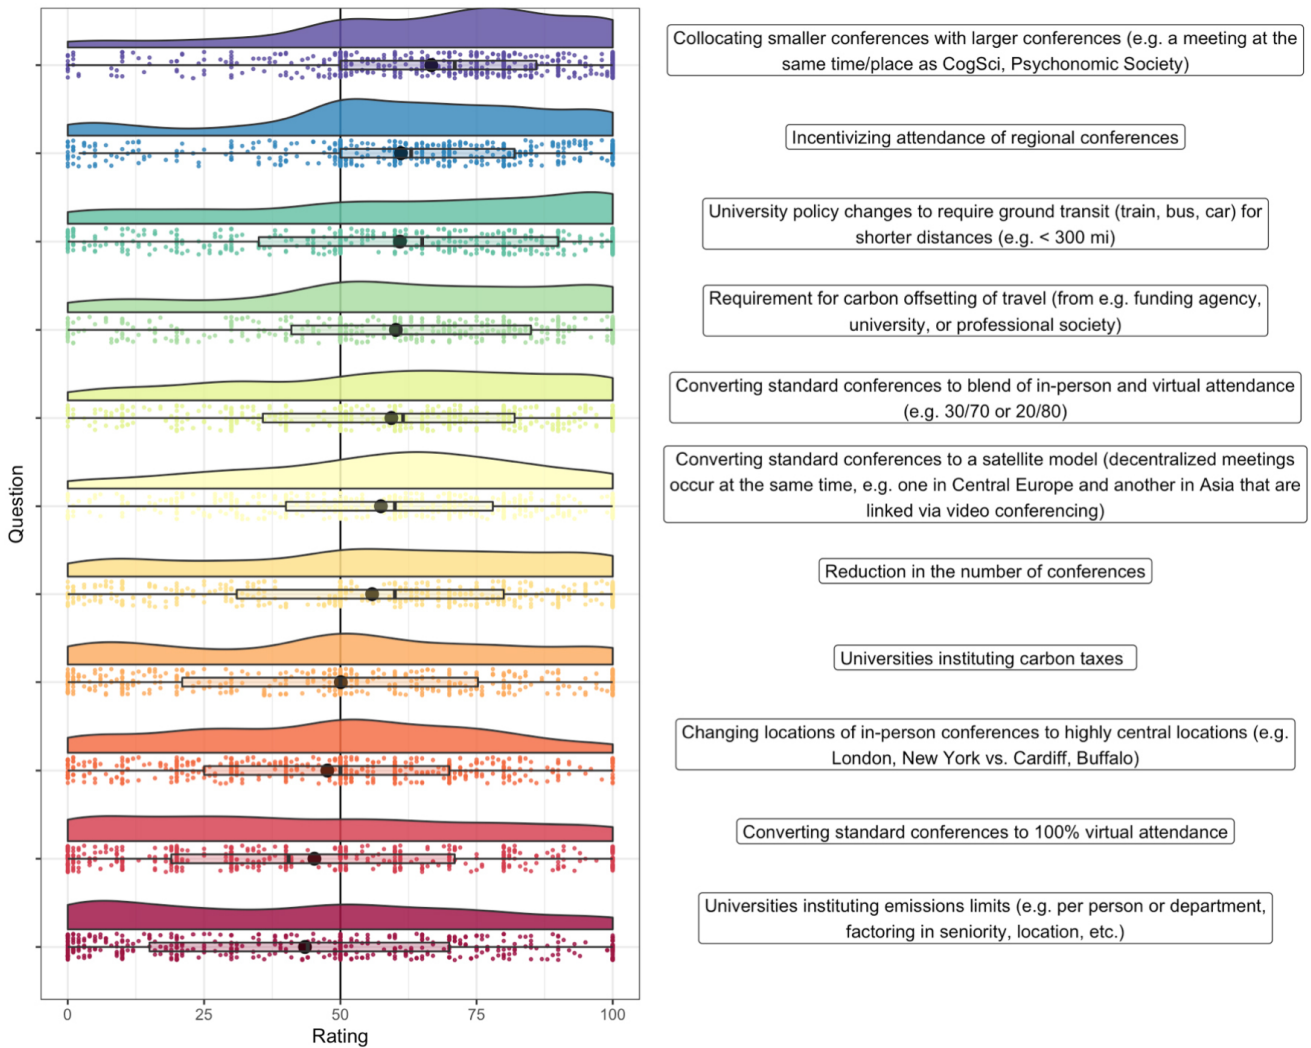 Collocating smaller conferences with larger conferences (e.g. a meeting at the
same time/place as CogSci, Psychonomic Society)
Incentivizing attendance of regional conferences
University policy changes to require ground transit (train, bus, car) for
shorter distances (e.g. < 300 mi)
Requirement for carbon offsetting of travel (from e.g. funding agency,
university, or professional society)
Converting standard conferences to blend of in-person and virtual attendance
(e.g. 30/70 or 20/80)
Converting standard conferences to a satellite model (decentralized meetings
occur at the same time, e.g. one in Central Europe and another in Asia that are
linked via video conferencing)
Question
Reduction in the number of conferences
Universities instituting carbon taxes
Changing locations of in-person conferences to highly central locations (e.g.
London, New York vs. Cardiff, Buffalo)
Converting standard conferences to 100% virtual attendance
Universities instituting emissions limits (e.g. per person or department,
factoring in seniority, location, etc.)
0 25 50 75 100
Rating